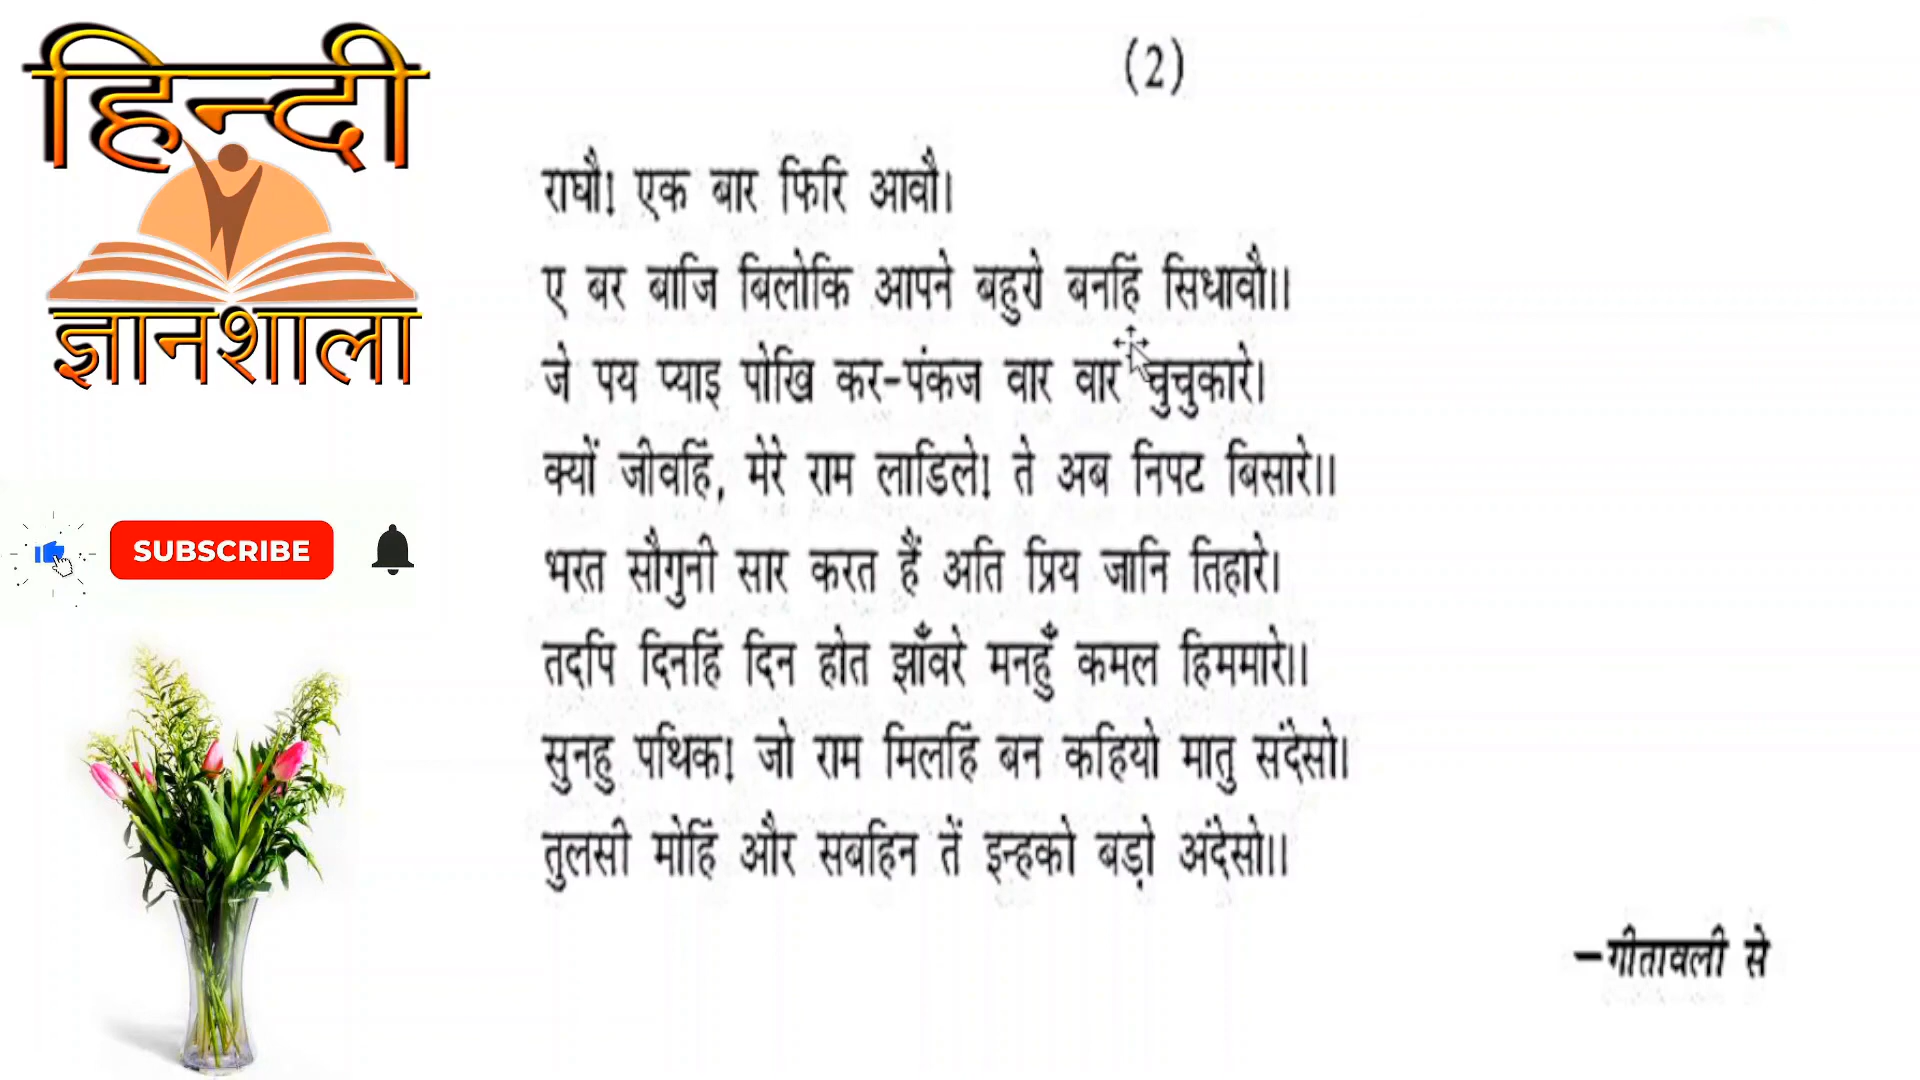 हिन्दी
ज्ञानशाला
SUBSCRIBE
(2)
राघौ! एक बार फिरि आवौ।
ए बर बाजि बिलोकि आपने बहुरो बनहिं सिधावौ।।
जे पय प्याइ पोखि कर-पंकज वार वार चुचुकारे।
क्यों जीवहिं, मेरे राम लाडिले! ते अब निपट बिसारे।।
भरत सौगुनी सार करत हैं अति प्रिय जानि तिहारे।
तदपि दिनहिं दिन होत झाँवरे मनहुँ कमल हिममारे।।
सुनहु पथिक! जो राम मिलहिं बन कहियो मातु संदेसो।
तुलसी मोहिं और सबहिन तें इन्हको बड़ो अंदेसो।।
–गीतावली से